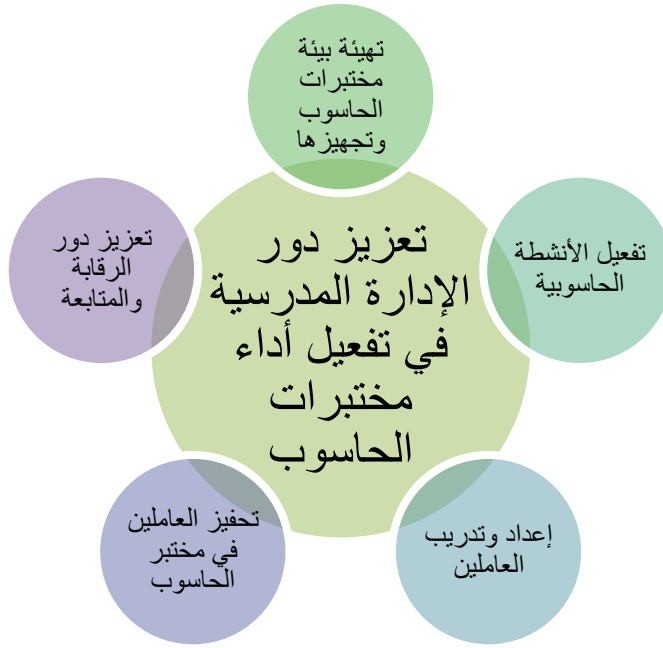 تهيئة بيئة
مختبرات
الحاسوب
وتجهيزها
تعزيز دور
الإدارة المدرسية
في تفعيل أداء
مختبرات
الحاسوب
تفعيل الأنشطة
الحاسوبية
إعداد وتدريب
العاملين
تحفيز العاملين
في مختبر
الحاسوب
تعزيز دور
الرقابة
والمتابعة